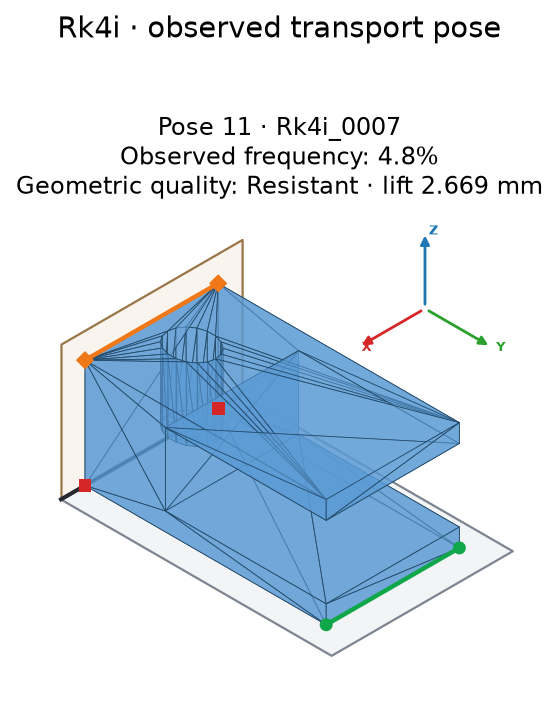 Rk4i · observed transport pose
Pose 11 · Rk4i_0007
Observed frequency: 4.8%
Geometric quality: Resistant · lift 2.669 mm
Z
X
Y